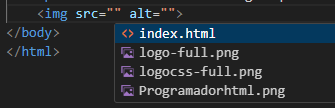 <img src="" alt="">
</body>
</html>
<> index.html
logo-full.png
logocss-full.png
Programadorhtml.png